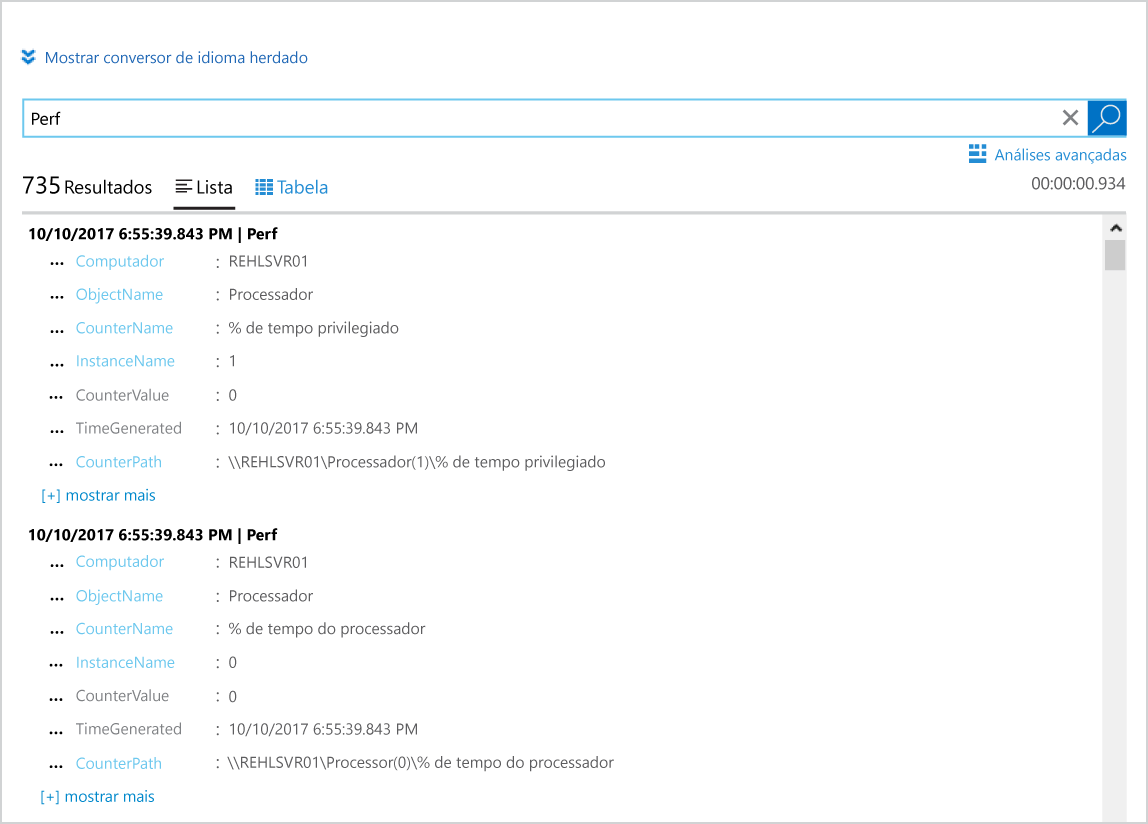 Mostrar conversor de idioma herdado
Perf
Análises avançadas
735 Resultados Lista Tabela 00:00:00.934
10/10/2017 6:55:39.843 PM | Perf
... Computador : REHLSVR01
... ObjectName : Processador
... CounterName : % de tempo privilegiado
... InstanceName : 1
... CounterValue : 0
... TimeGenerated : 10/10/2017 6:55:39.843 PM
... CounterPath : \\REHLSVR01\Processador(1)\% de tempo privilegiado
[+] mostrar mais
10/10/2017 6:55:39.843 PM | Perf
... Computador : REHLSVR01
... ObjectName : Processador
... CounterName : % de tempo do processador
... InstanceName : 0
... CounterValue : 0
... TimeGenerated : 10/10/2017 6:55:39.843 PM
... CounterPath : \\REHLSVR01\Processor(0)\% de tempo do processador
[+] mostrar mais